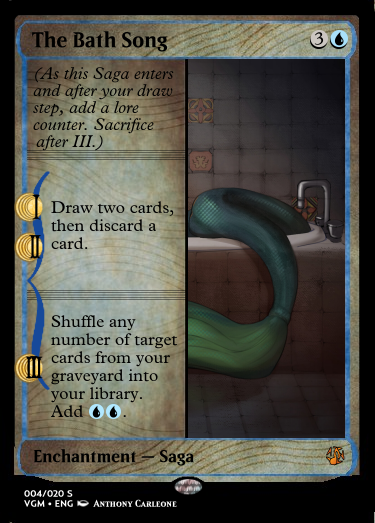 The Bath Song 3
(As this Saga enters
and after your draw
step, add a lore
counter. Sacrifice
after III.)
I
Draw two cards,
then discard a
card.
II
Shuffle any
number of target
cards from your
graveyard into
your library.
Add .
III
Enchantment — Saga
004/020 S
VGM • ENG Anthony Carleone